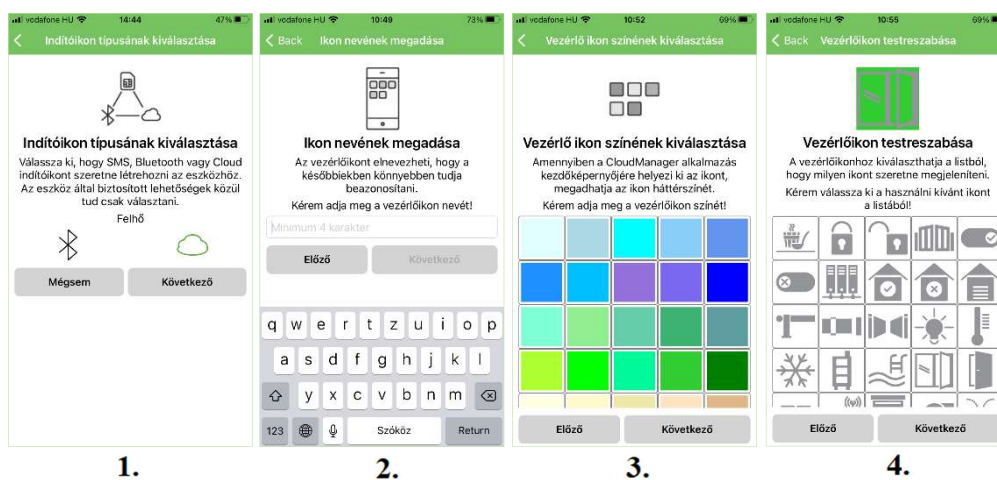 vodafone HU 14:44 47%
Indítóikon típusának kiválasztása
Indítóikon típusának kiválasztása
Válassza ki, hogy SMS, Bluetooth vagy Cloud
indítóikont szeretne létrehozni az eszközhöz.
Az eszköz által biztosított lehetőségek közül
tud csak választani.
Felhő
Mégsem Következő
1.
vodafone HU 10:49 73%
Back Ikon nevének megadása
Ikon nevének megadása
Az vezérlőikont elnevezheti, hogy a
későbbiekben könnyebben tudja
beazonosítani.
Kérem adja meg a vezérlőikon nevét!
Minimum 4 karakter
Előző Következő
q w e r t z u i o p
a s d f g h j k l
y x c v b n m
123 Szóköz Return
2.
vodafone HU 10:52 69%
Vezérlő ikon színének kiválasztása
Vezérlő ikon színének kiválasztása
Amennyiben a CloudManager alkalmazás
kezdőképernyőjére helyezi ki az ikont,
megadhatja az ikon háttérszínét.
Kérem adja meg a vezérlőikon színét!
Előző Következő
3.
vodafone HU 10:55 69%
Back Vezérlőikon testreszabása
Vezérlőikon testreszabása
A vezérlőikonhoz kiválaszthatja a listból,
hogy milyen ikont szeretne megjeleníteni.
Kérem válassza ki a használni kívánt ikont
a listából!
Előző Következő
4.